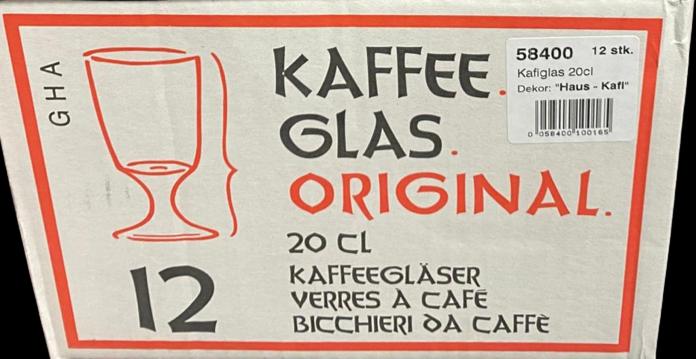 GHA
KAFFEE.
GLAS.
ORIGINAL.
20 CL
12
KAFFEEGLÄSER
VERRES À CAFÉ
BICCHIERI DA CAFFÈ
58400 12 stk.
Kafiglas 20cl
Dekor: "Haus - Kafi"
0 058400 100165